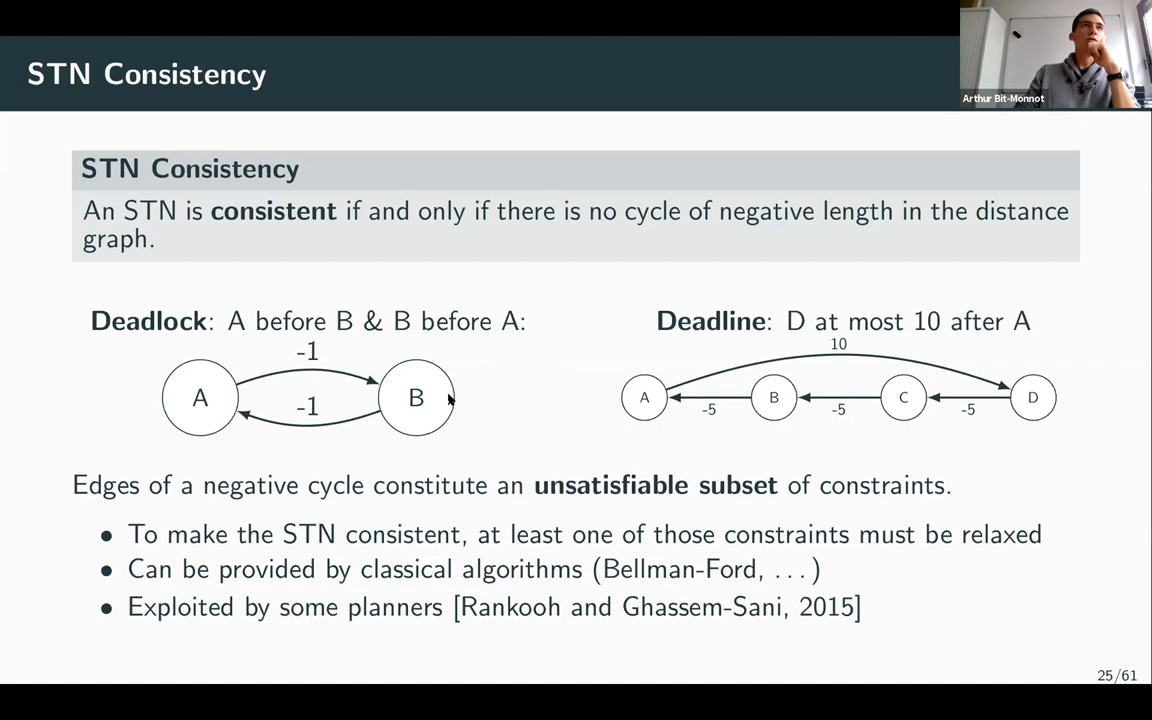 STN Consistency
Arthur Bit-Monnot
STN Consistency
An STN is consistent if and only if there is no cycle of negative length in the distance
graph.
Deadlock: A before B & B before A:
-1
A
B
-1
Deadline: D at most 10 after A
10
A
B
C
D
-5
-5
-5
Edges of a negative cycle constitute an unsatisfiable subset of constraints.
• To make the STN consistent, at least one of those constraints must be relaxed
• Can be provided by classical algorithms (Bellman-Ford, ...)
• Exploited by some planners [Rankooh and Ghassem-Sani, 2015]
25/61